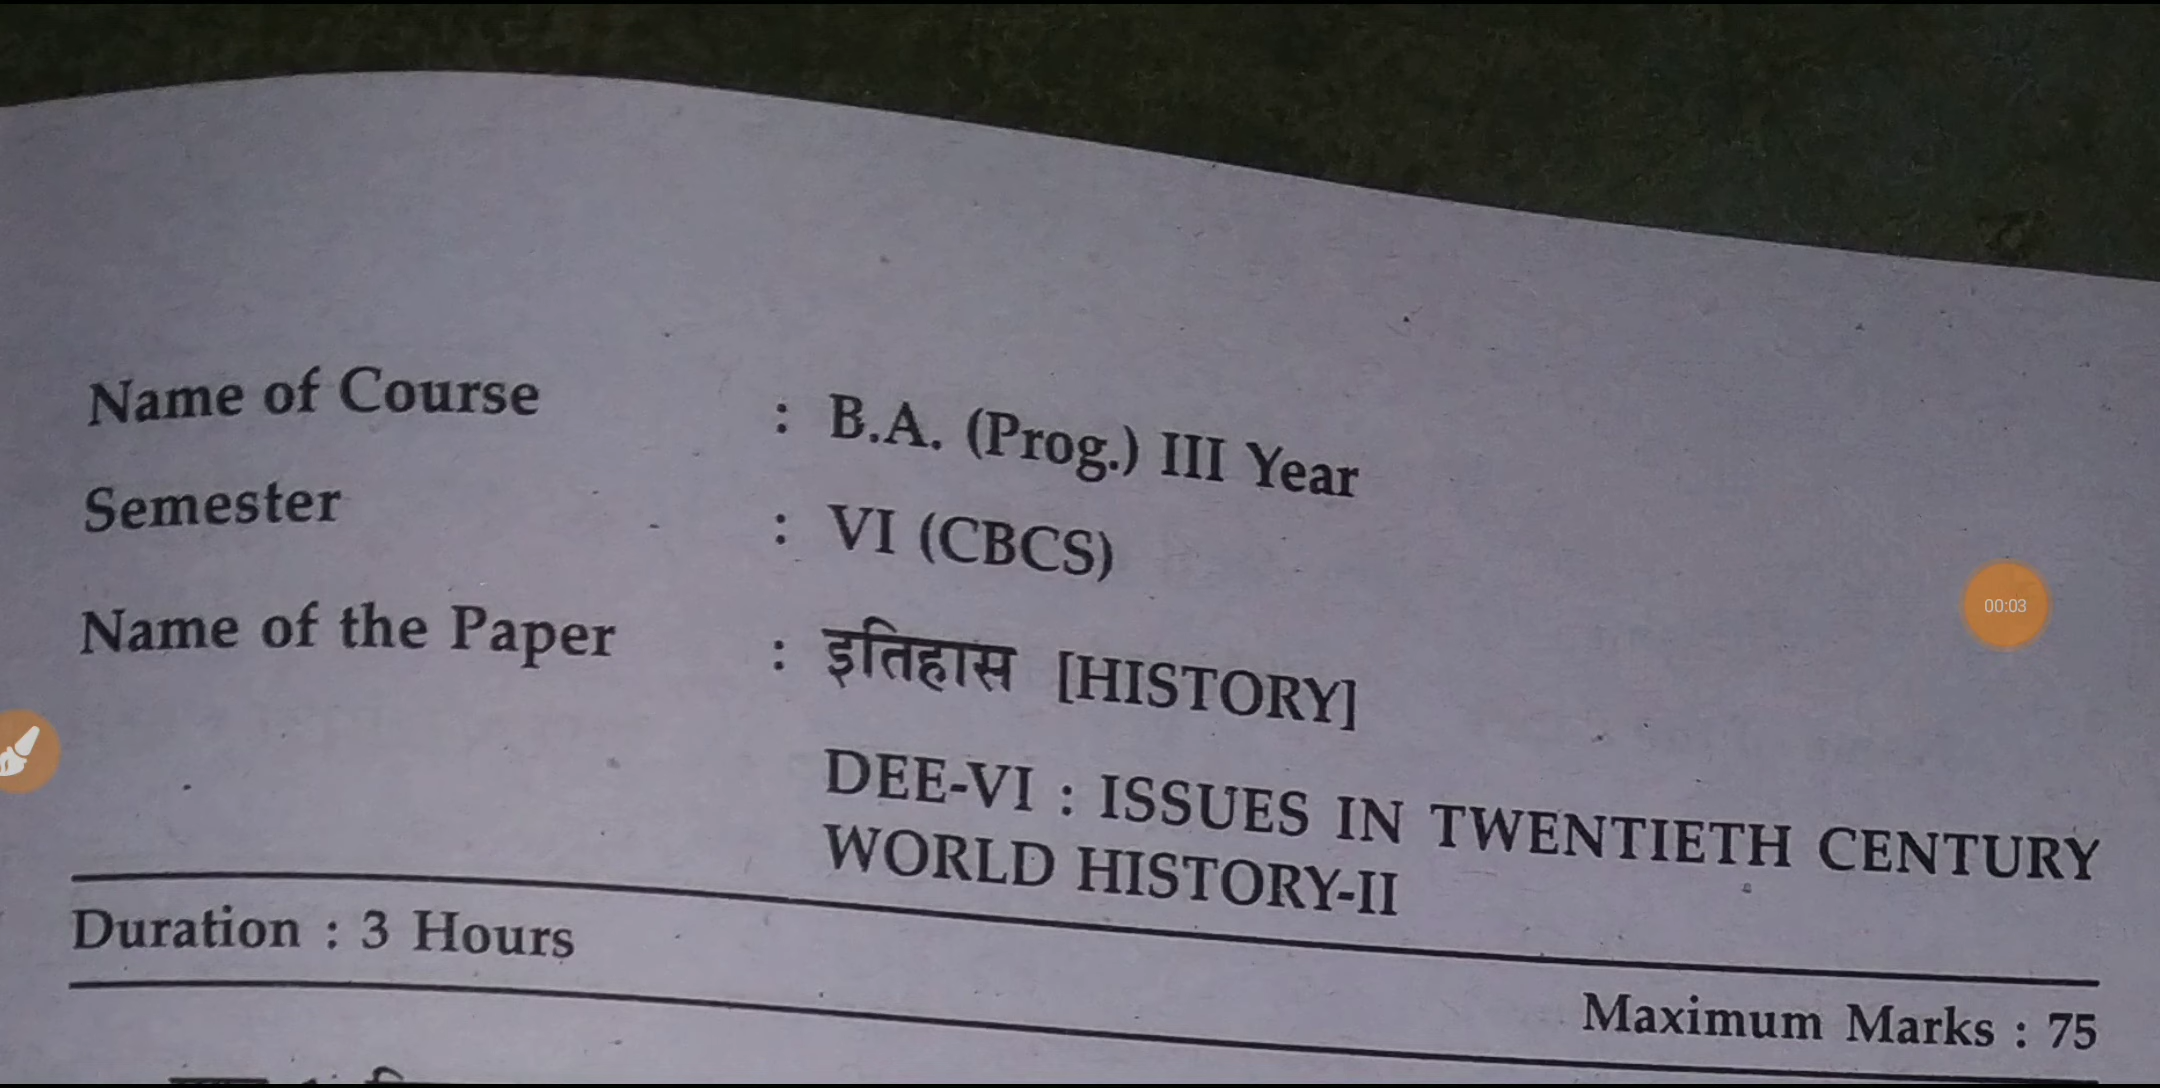 Name of Course : B.A. (Prog.) III Year
Semester : VI (CBCS)
Name of the Paper : इतिहास [HISTORY]
DEE-VI : ISSUES IN TWENTIETH CENTURY
WORLD HISTORY-II
Duration : 3 Hours
Maximum Marks : 75
00:03